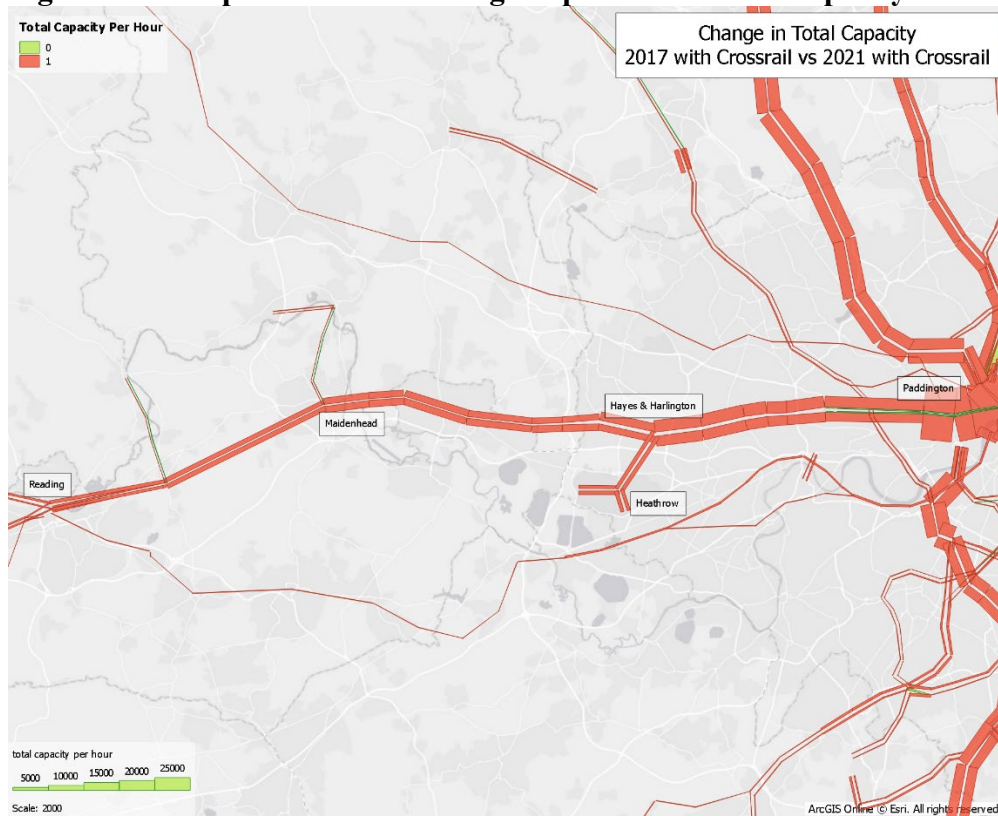 Total Capacity Per Hour
0
1
Change in Total Capacity
2017 with Crossrail vs 2021 with Crossrail
Paddington
Hayes & Harlington
Maidenhead
Reading
Heathrow
total capacity per hour
5000 10000 15000 20000 25000
Scale: 2000
ArcGIS Online © Esri. All rights reserved